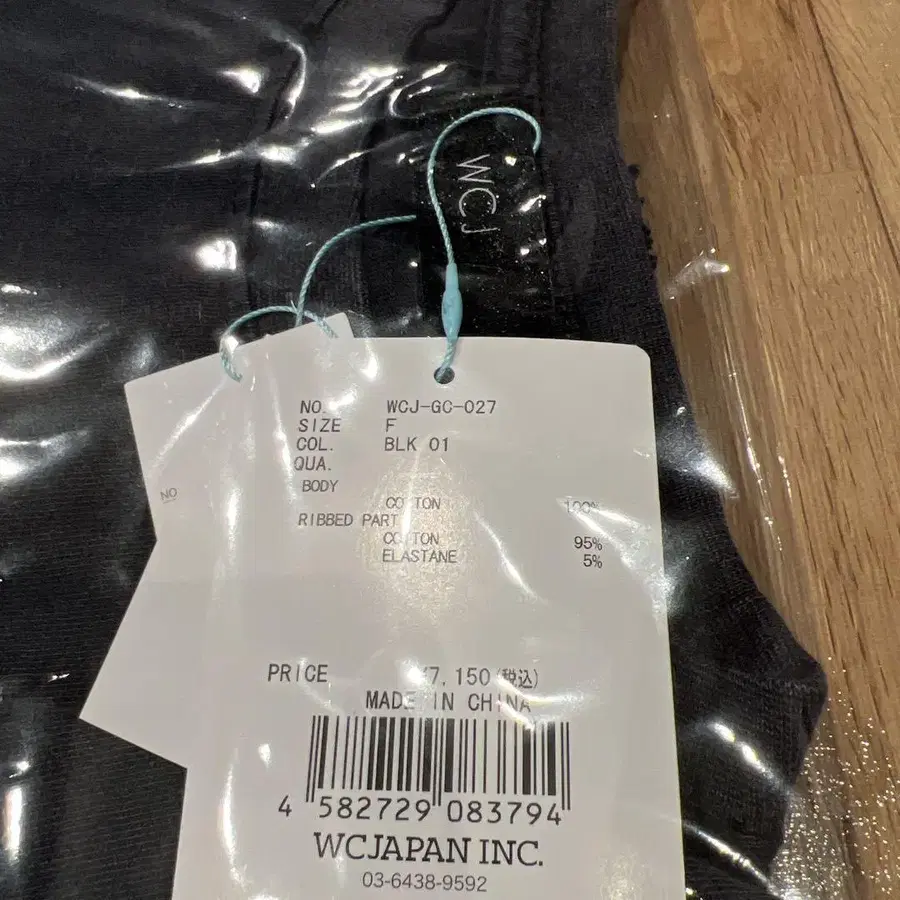 WCJ
NO.  WCJ-GC-027
SIZE  F
COL.  BLK 01
QUA.
BODY
COTTON  100%
RIBBED PART
COTTON  95%
ELASTANE  5%
NO
PRICE  ¥7,150(税込)
MADE IN CHINA
4 582729 083794
WCJAPAN INC.
03-6438-9592